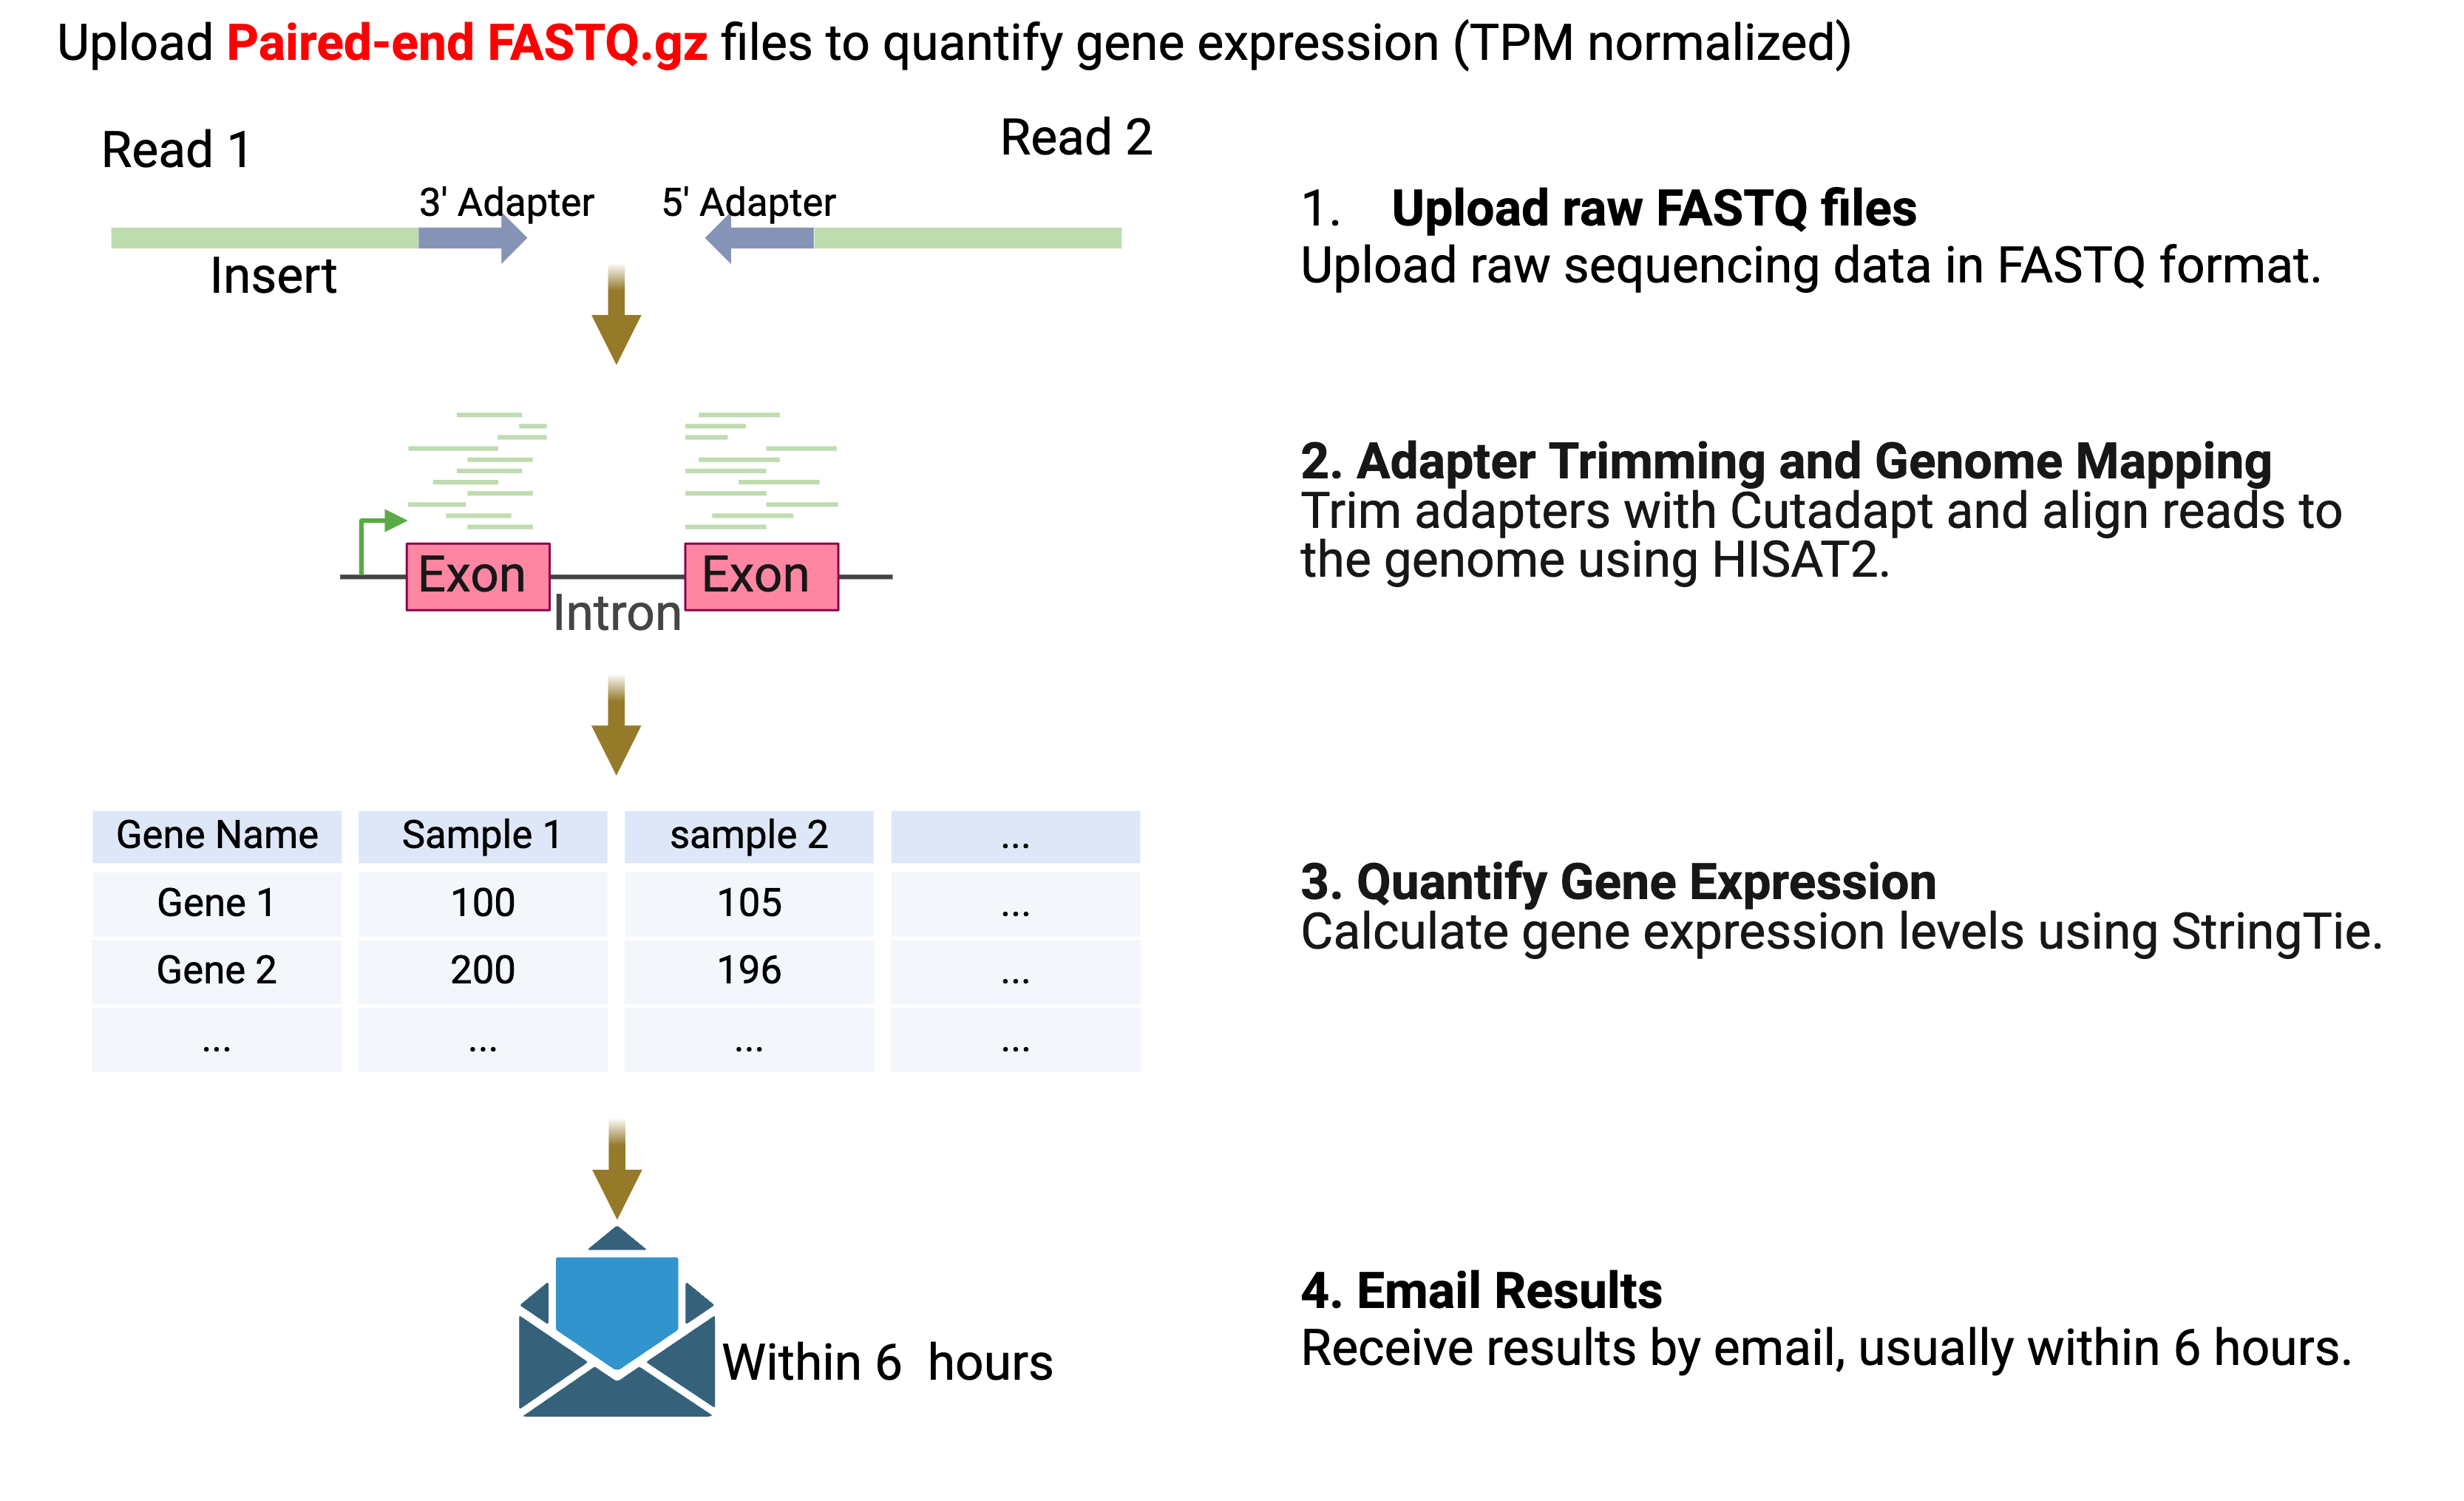 Upload Paired-end FASTQ.gz files to quantify gene expression (TPM normalized)
Read 1
Read 2
3' Adapter
5' Adapter
Insert
1. Upload raw FASTQ files
Upload raw sequencing data in FASTQ format.
Exon
Exon
Intron
2. Adapter Trimming and Genome Mapping
Trim adapters with Cutadapt and align reads to
the genome using HISAT2.
Gene Name Sample 1 sample 2 ...
Gene 1 100 105 ...
Gene 2 200 196 ...
... ... ... ...
3. Quantify Gene Expression
Calculate gene expression levels using StringTie.
Within 6 hours
4. Email Results
Receive results by email, usually within 6 hours.